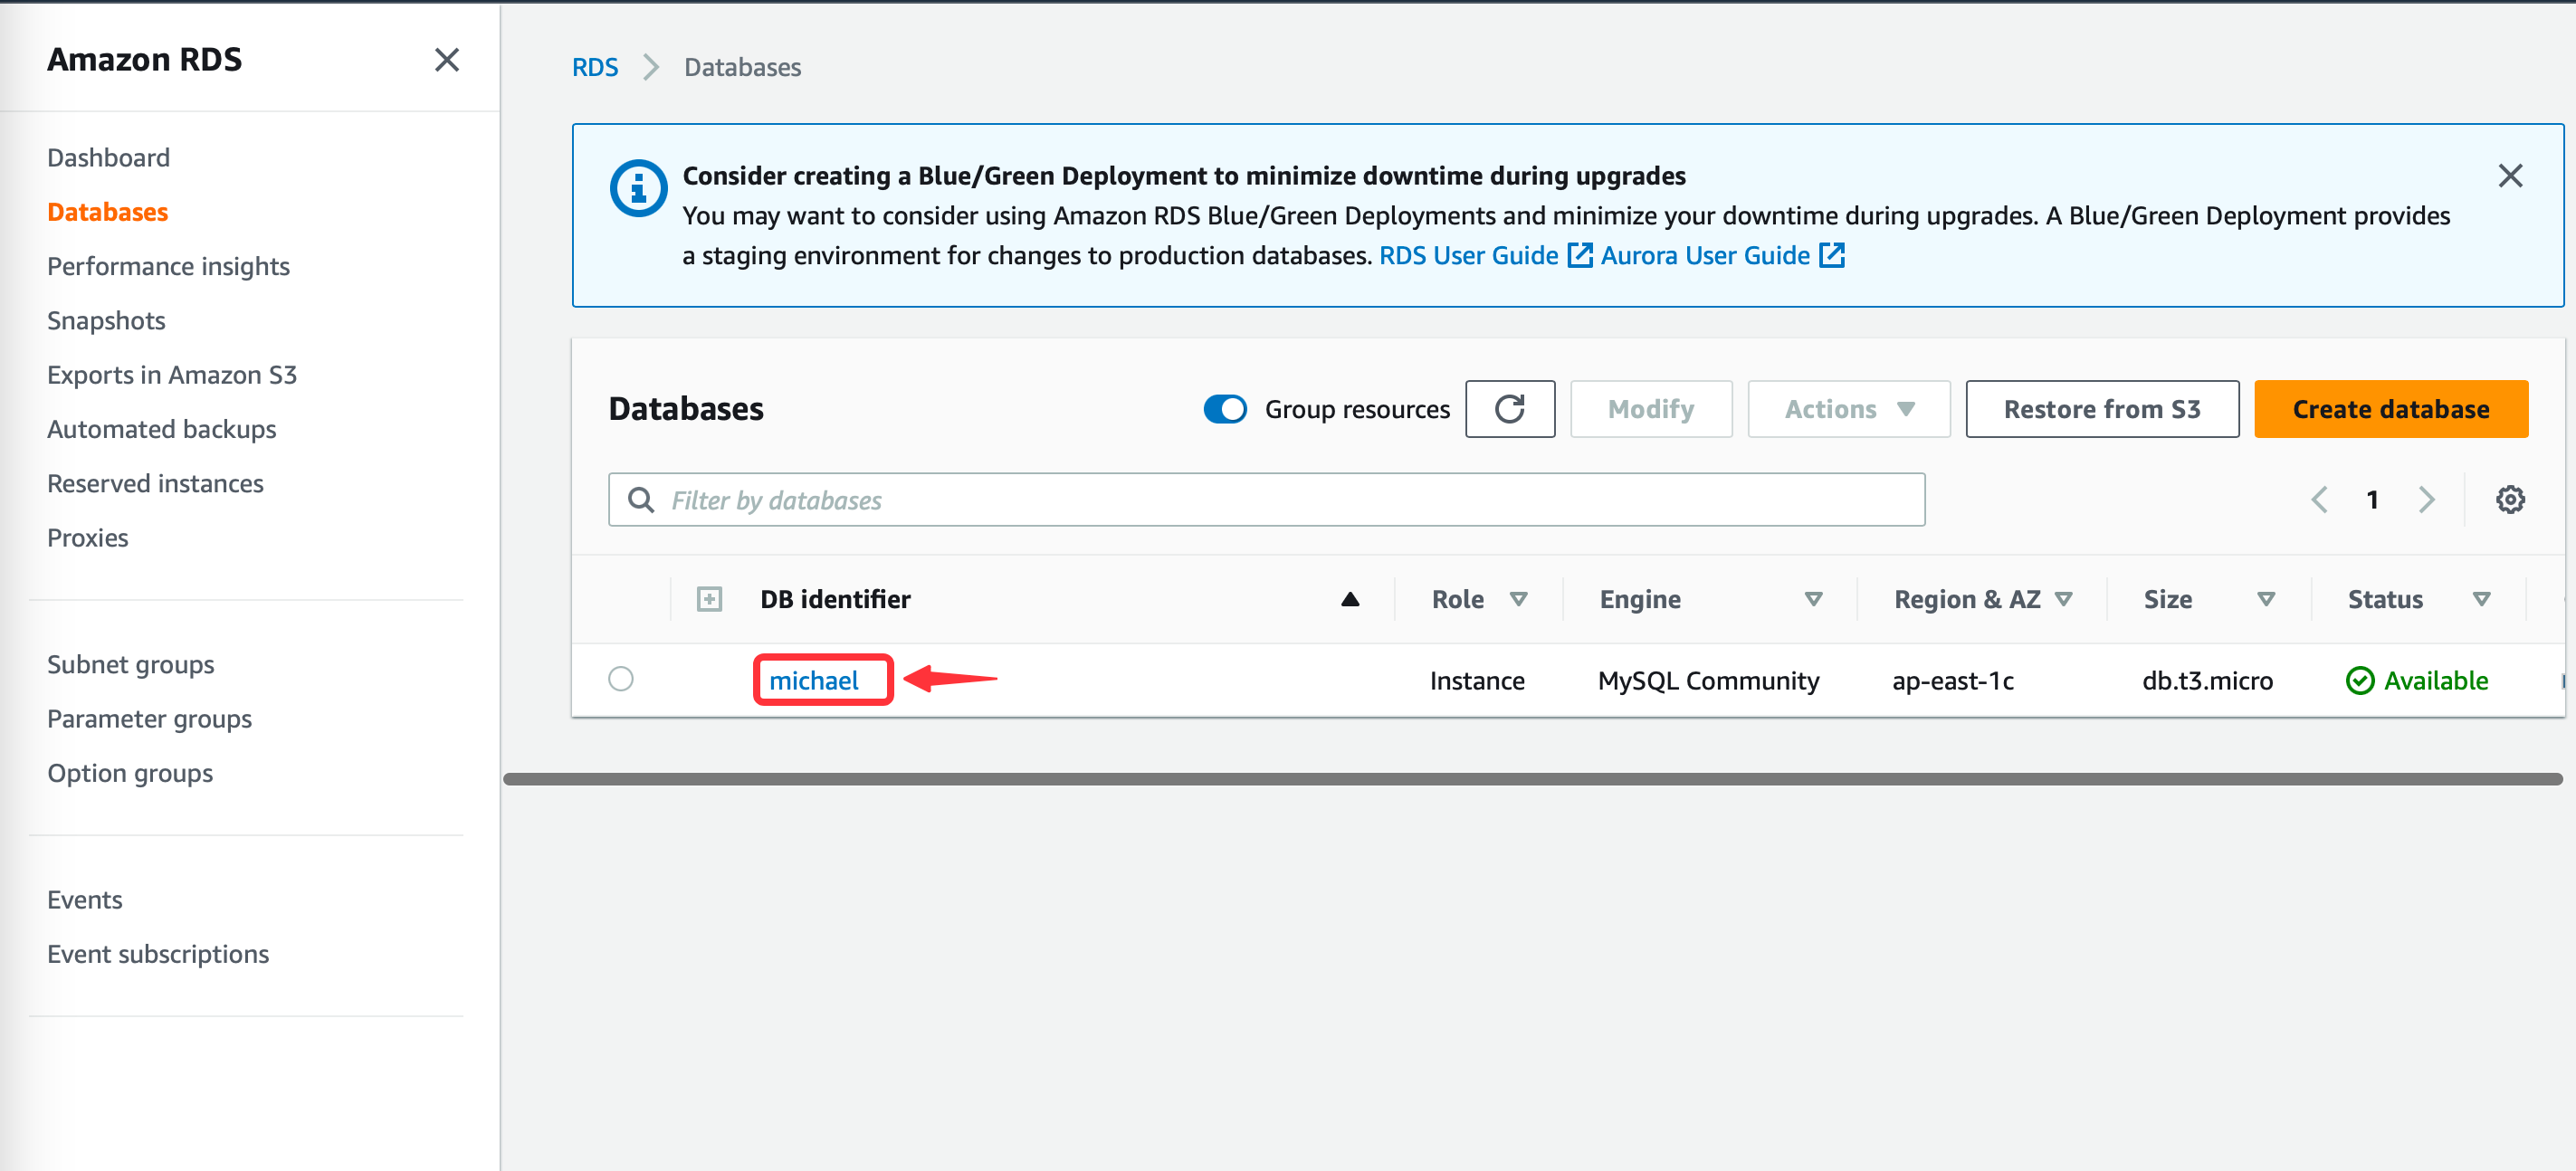 Amazon RDS
Dashboard
Databases
Performance insights
Snapshots
Exports in Amazon S3
Automated backups
Reserved instances
Proxies
Subnet groups
Parameter groups
Option groups
Events
Event subscriptions
RDS Databases
Consider creating a Blue/Green Deployment to minimize downtime during upgrades
You may want to consider using Amazon RDS Blue/Green Deployments and minimize your downtime during upgrades. A Blue/Green Deployment provides
a staging environment for changes to production databases. RDS User Guide Aurora User Guide
Databases Group resources Modify Actions Restore from S3 Create database
Filter by databases 1
DB identifier Role Engine Region & AZ Size Status
michael Instance MySQL Community ap-east-1c db.t3.micro Available